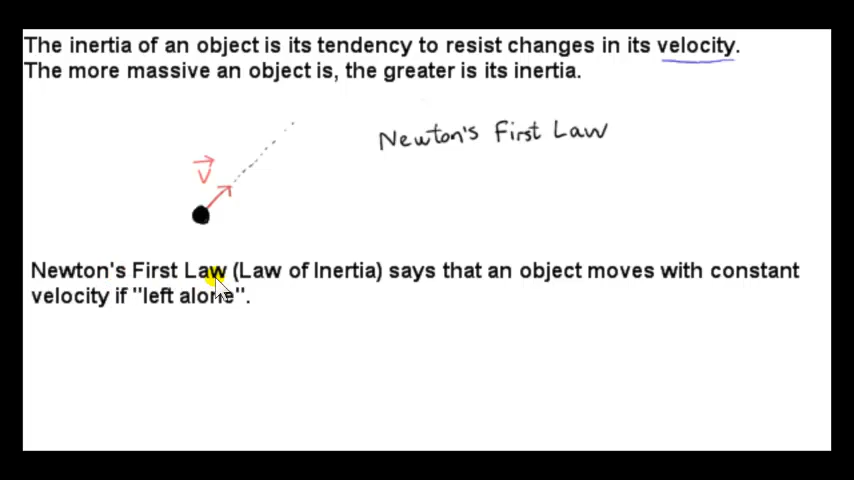 The inertia of an object is its tendency to resist changes in its velocity.
The more massive an object is, the greater is its inertia.
Newton's First Law
v
Newton's First Law (Law of Inertia) says that an object moves with constant
velocity if "left alone".